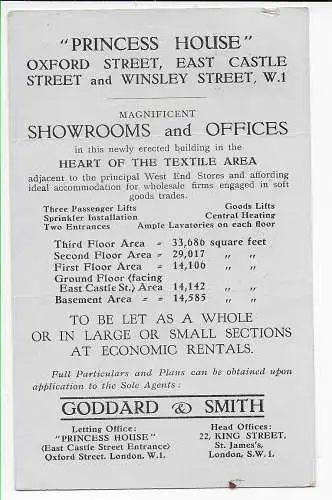 "PRINCESS HOUSE"
OXFORD STREET, EAST CASTLE
STREET and WINSLEY STREET, W.1
MAGNIFICENT
SHOWROOMS and OFFICES
in this newly erected building in the
HEART OF THE TEXTILE AREA
adjacent to the principal West End Stores and affording
ideal accommodation for wholesale firms engaged in soft
goods trades.
Three Passenger Lifts Goods Lifts
Sprinkler Installation Central Heating
Two Entrances Ample Lavatories on each floor
Third Floor Area = 33,686 square feet
Second Floor Area = 29,017 " "
First Floor Area = 14,106 " "
Ground Floor (facing
East Castle St.) Area = 14,142 " "
Basement Area = 14,585 " "
TO BE LET AS A WHOLE
OR IN LARGE OR SMALL SECTIONS
AT ECONOMIC RENTALS.
Full Particulars and Plans can be obtained upon
application to the Sole Agents:
GODDARD & SMITH
Letting Office: Head Offices:
"PRINCESS HOUSE" 22, KING STREET,
(East Castle Street Entrance) St. James's,
Oxford Street, London, W.1. London, S.W.1.